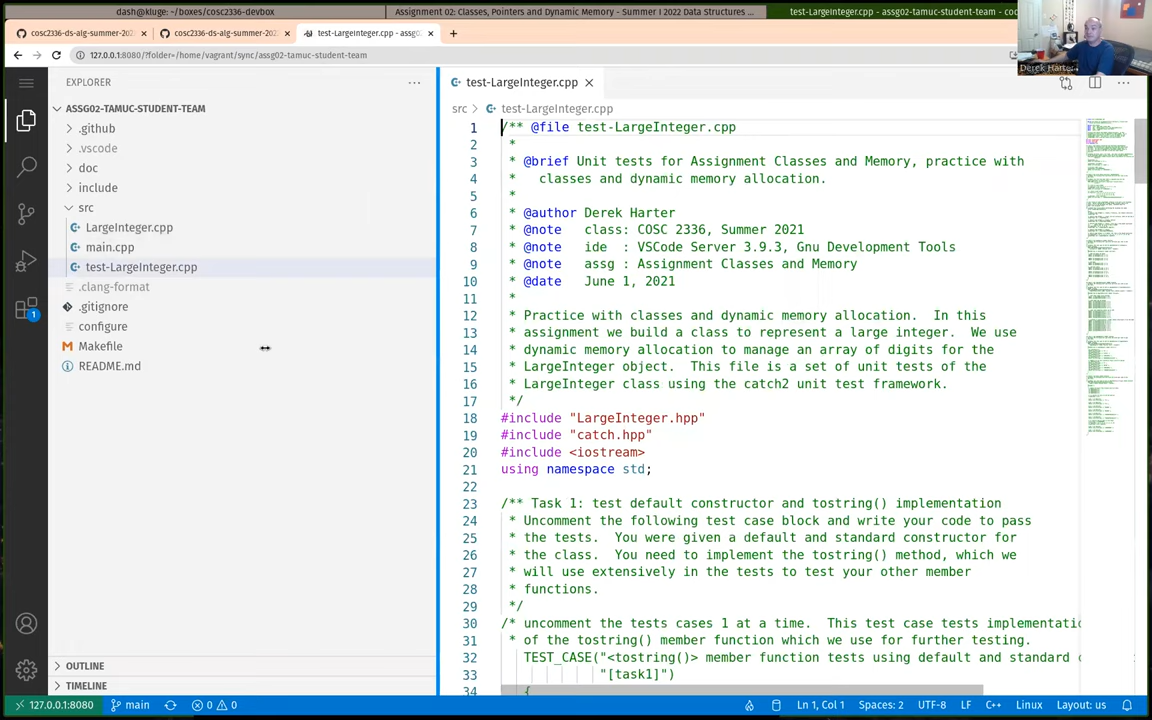 dash@kluge: ~/boxes/cosc2336-devbox
Assignment 02: Classes, Pointers and Dynamic Memory - Summer I 2022 Data Structures ...
test-LargeInteger.cpp - assg02-tamuc-student-team - cod
cosc2336-ds-alg-summer-202
cosc2336-ds-alg-summer-202
test-LargeInteger.cpp - ass
127.0.0.1:8080/?folder=/home/vagrant/sync/assg02-tamuc-student-team
Derek Harter
EXPLORER
ASSG02-TAMUC-STUDENT-TEAM
.github
.vscode
doc
include
src
LargeInteger.cpp
main.cpp
test-LargeInteger.cpp
.clang-format
.gitignore
configure
Makefile
README.md
OUTLINE
TIMELINE
1
test-LargeInteger.cpp
src > test-LargeInteger.cpp
1 /** @file test-LargeInteger.cpp
2 *
3 * @brief Unit tests for Assignment Classes and Memory, practice with
4 * classes and dynamic memory allocation.
5 *
6 * @author Derek Harter
7 * @note class: COSC 2336, Summer 2021
8 * @note ide : VSCode Server 3.9.3, Gnu Development Tools
9 * @note assg : Assignment Classes and Memory
10 * @date June 1, 2021
11 *
12 * Practice with classes and dynamic memory allocation. In this
13 * assignment we build a class to represent a large integer. We use
14 * dynamic memory allocation to manage an array of digits for the
15 * LargeInteger object. This file is a set of unit tests of the
16 * LargeInteger class using the catch2 unit test framework.
17 */
18 #include "LargeInteger.hpp"
19 #include "catch.hpp"
20 #include <iostream>
21 using namespace std;
22
23 /** Task 1: test default constructor and tostring() implementation
24 * Uncomment the following test case block and write your code to pass
25 * the tests. You were given a default and standard constructor for
26 * the class. You need to implement the tostring() method, which we
27 * will use extensively in the tests to test your other member
28 * functions.
29 */
30 /* uncomment the tests cases 1 at a time. This test case tests implementatio
31 * of the tostring() member function which we use for further testing.
32 TEST_CASE("<tostring()> member function tests using default and standard c
33 "[task1]")
34 {
127.0.0.1:8080
main
0 0
Ln 1, Col 1
Spaces: 2
UTF-8
LF
C++
Linux
Layout: us